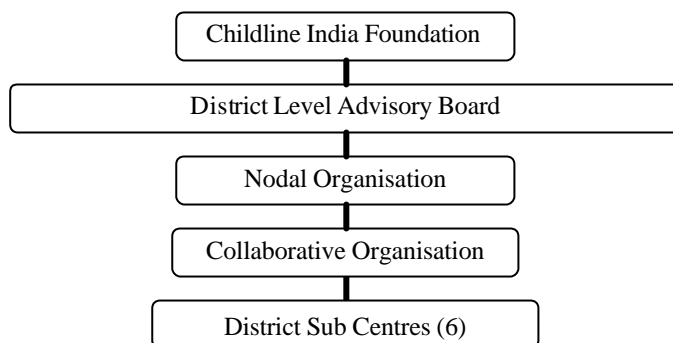 Childline India Foundation
District Level Advisory Board
Nodal Organisation
Collaborative Organisation
District Sub Centres (6)